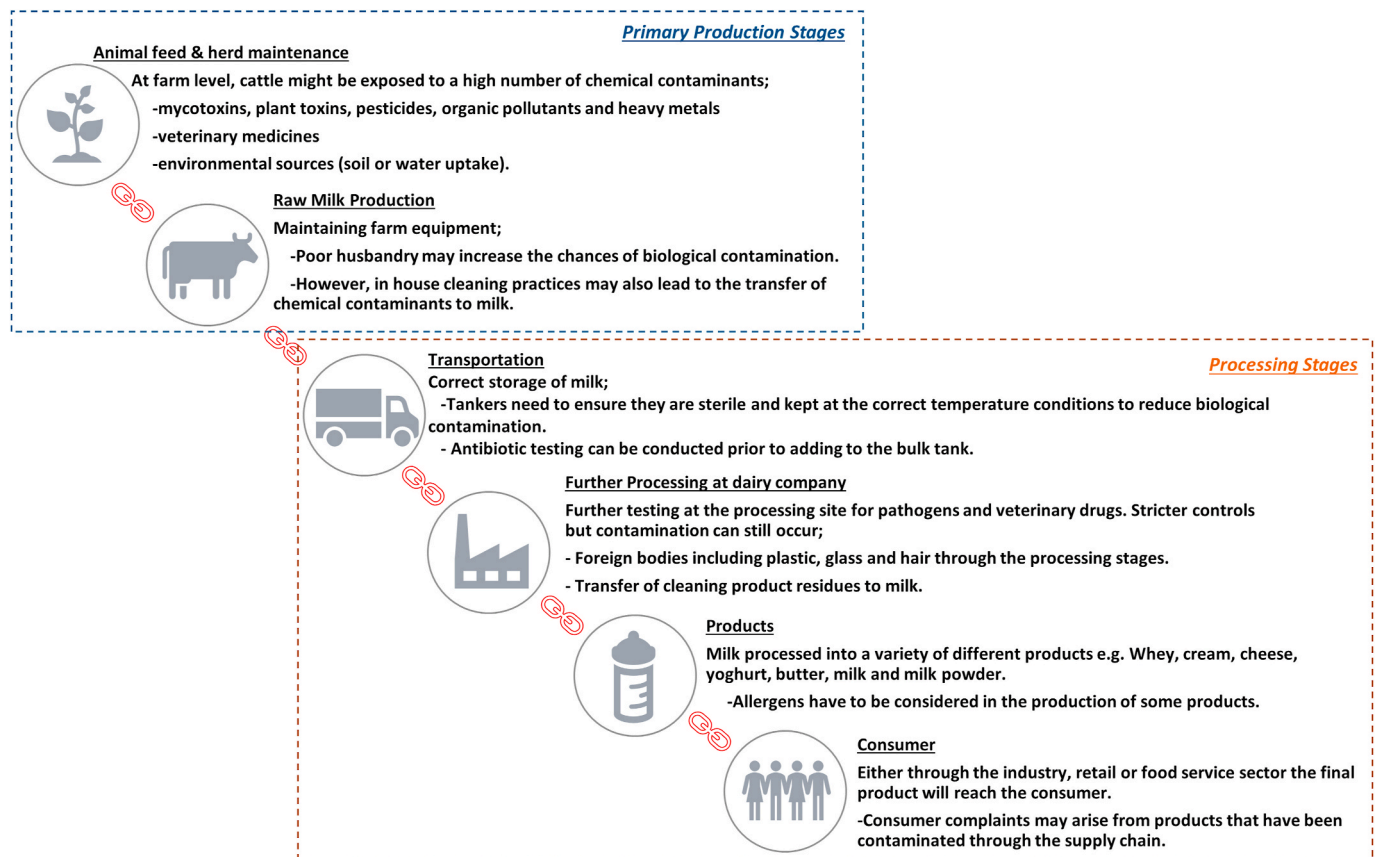 Primary Production Stages
Animal feed & herd maintenance
At farm level, cattle might be exposed to a high number of chemical contaminants;
-mycotoxins, plant toxins, pesticides, organic pollutants and heavy metals
-veterinary medicines
-environmental sources (soil or water uptake).
Raw Milk Production
Maintaining farm equipment;
-Poor husbandry may increase the chances of biological contamination.
-However, in house cleaning practices may also lead to the transfer of
chemical contaminants to milk.
Processing Stages
Transportation
Correct storage of milk;
-Tankers need to ensure they are sterile and kept at the correct temperature conditions to reduce biological
contamination.
- Antibiotic testing can be conducted prior to adding to the bulk tank.
Further Processing at dairy company
Further testing at the processing site for pathogens and veterinary drugs. Stricter controls
but contamination can still occur;
- Foreign bodies including plastic, glass and hair through the processing stages.
- Transfer of cleaning product residues to milk.
Products
Milk processed into a variety of different products e.g. Whey, cream, cheese,
yoghurt, butter, milk and milk powder.
-Allergens have to be considered in the production of some products.
Consumer
Either through the industry, retail or food service sector the final
product will reach the consumer.
-Consumer complaints may arise from products that have been
contaminated through the supply chain.